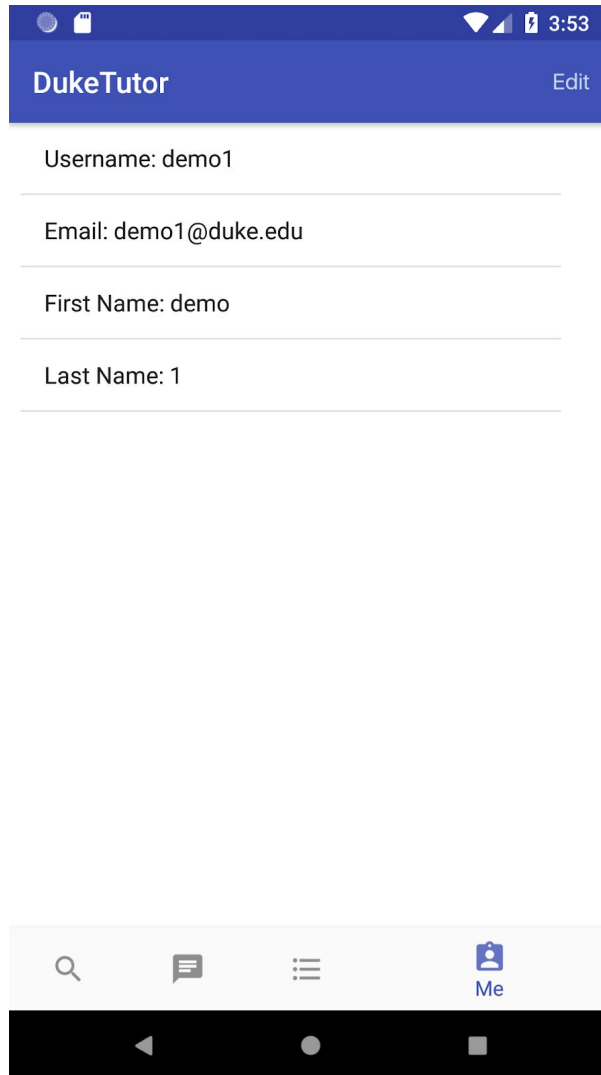 3:53
DukeTutor Edit
Username: demo1
Email: demo1@duke.edu
First Name: demo
Last Name: 1
Me